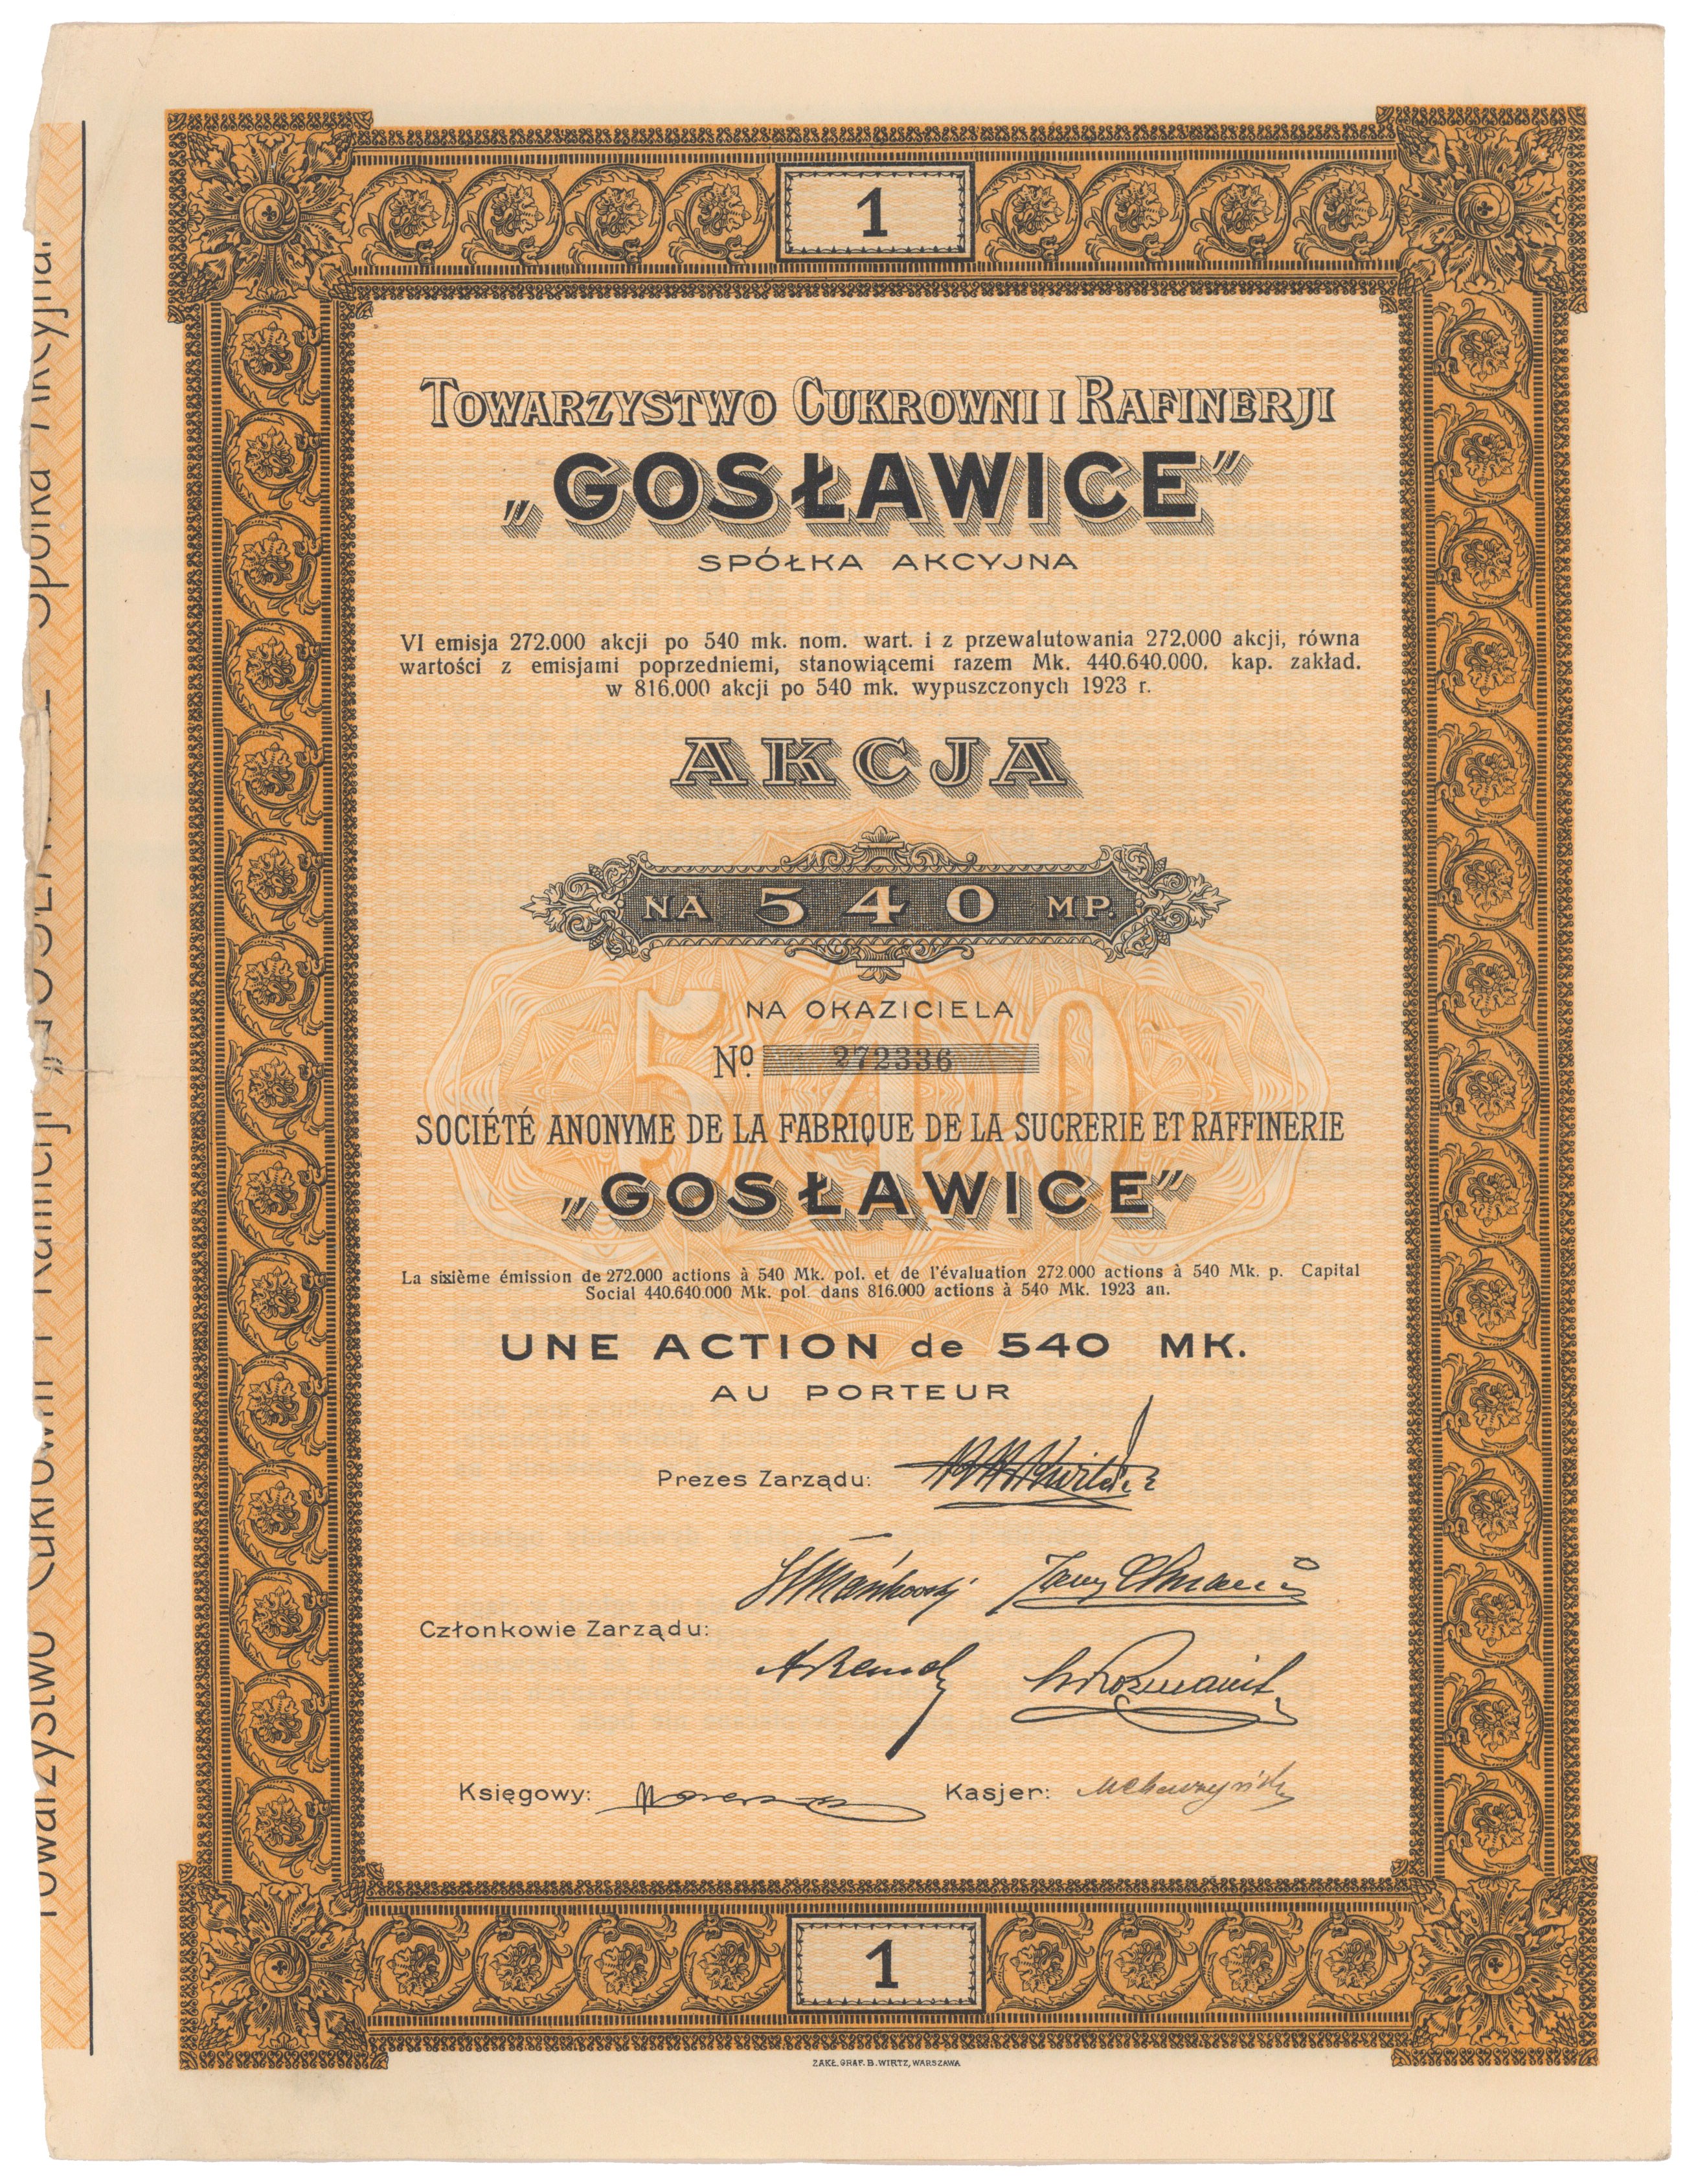 1
TOWARZYSTWO CUKROWNI I RAFINERJI
„GOSŁAWICE”
SPÓŁKA AKCYJNA
VI emisja 272.000 akcji po 540 mk. nom. wart. i z przewalutowania 272.000 akcji, równa
wartości z emisjami poprzedniemi, stanowiącemi razem Mk. 440.640.000. kap. zakład.
w 816.000 akcji po 540 mk. wypuszczonych 1923 r.
AKCJA
NA 540 MP.
NA OKAZICIELA
No. 272336
SOCIÉTÉ ANONYME DE LA FABRIQUE DE LA SUCRERIE ET RAFFINERIE
„GOSŁAWICE”
La sixième émission de 272.000 actions à 540 Mk. pol. et de l'évaluation 272.000 actions à 540 Mk. p. Capital
Social 440.640.000 Mk. pol. dans 816.000 actions à 540 Mk. 1923 an.
UNE ACTION de 540 MK.
AU PORTEUR
Prezes Zarządu:
Członkowie Zarządu:
Księgowy: Kasjer:
1
ZAKŁ. GRAF. B. WIRTZ, WARSZAWA
Towarzystwo Cukrowni i Rafinerji Spółka Akcyjna.